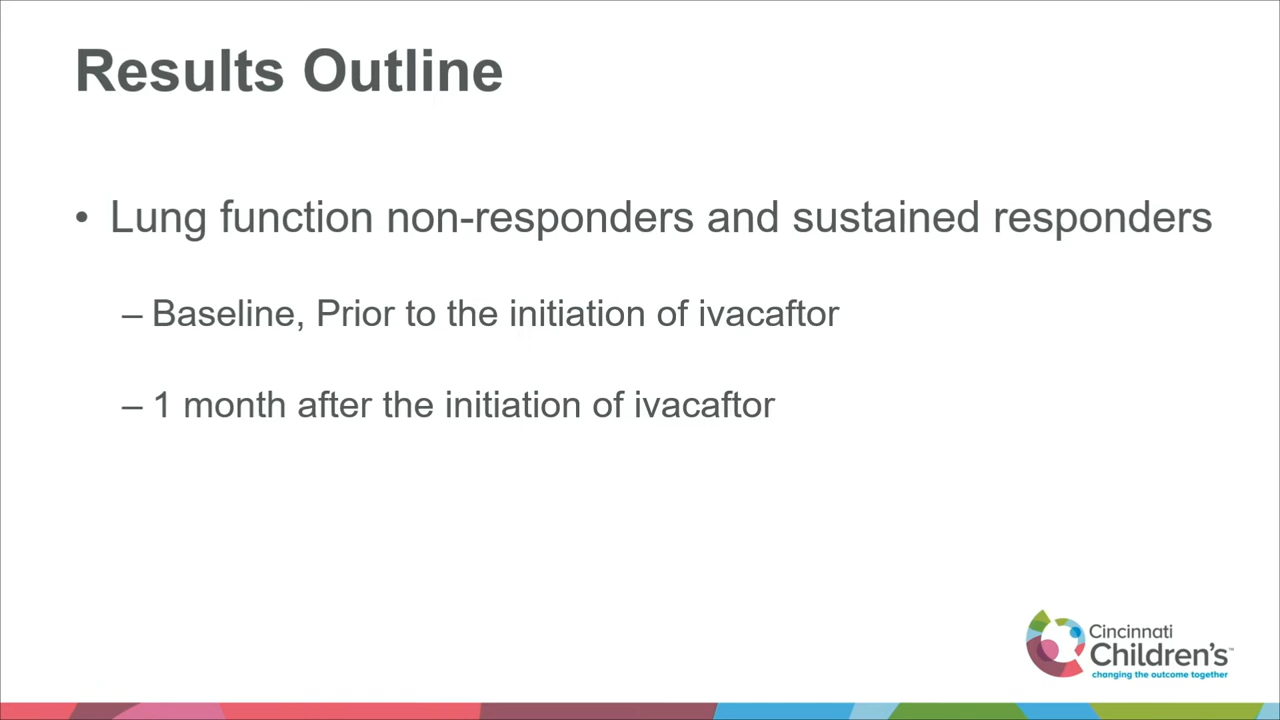 Results Outline
• Lung function non-responders and sustained responders
– Baseline, Prior to the initiation of ivacaftor
– 1 month after the initiation of ivacaftor
Cincinnati
Children's™
changing the outcome together